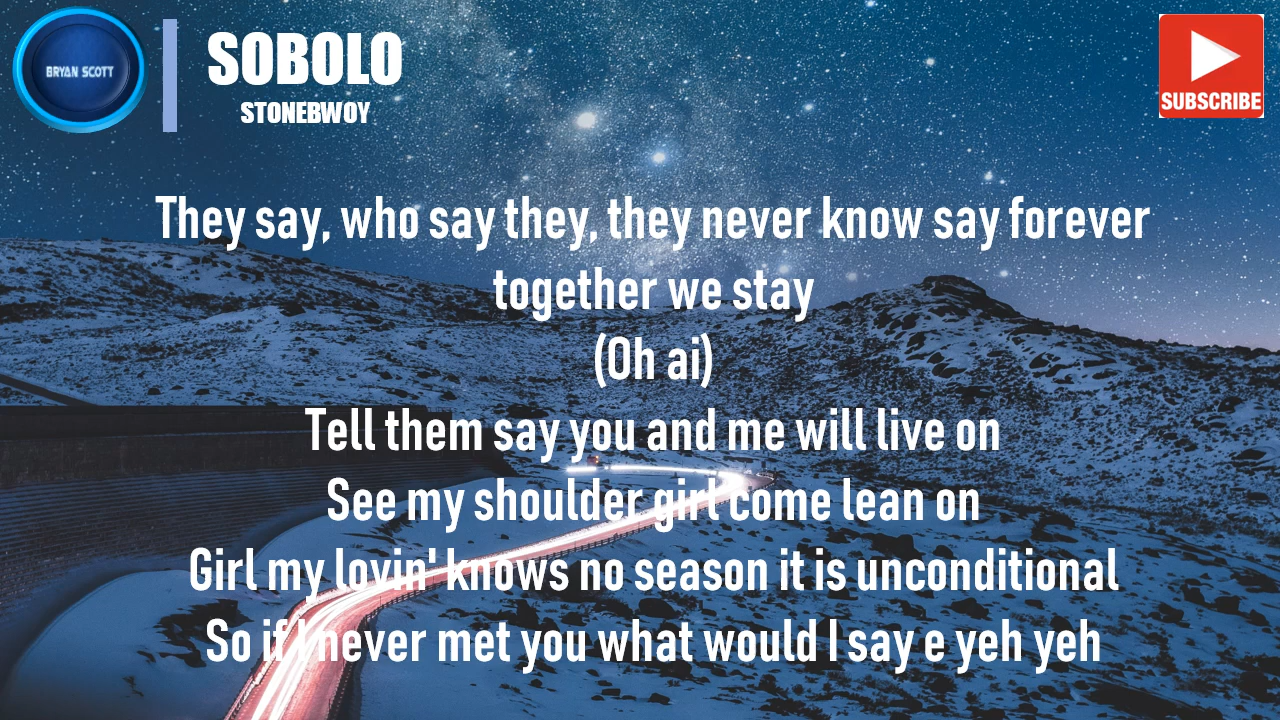 BRYAN SCOTT
SOBOLO
STONEBWOY
SUBSCRIBE
They say, who say they, they never know say forever
together we stay
(Oh ai)
Tell them say you and me will live on
See my shoulder girl come lean on
Girl my lovin' knows no season it is unconditional
So if I never met you what would I say e yeh yeh